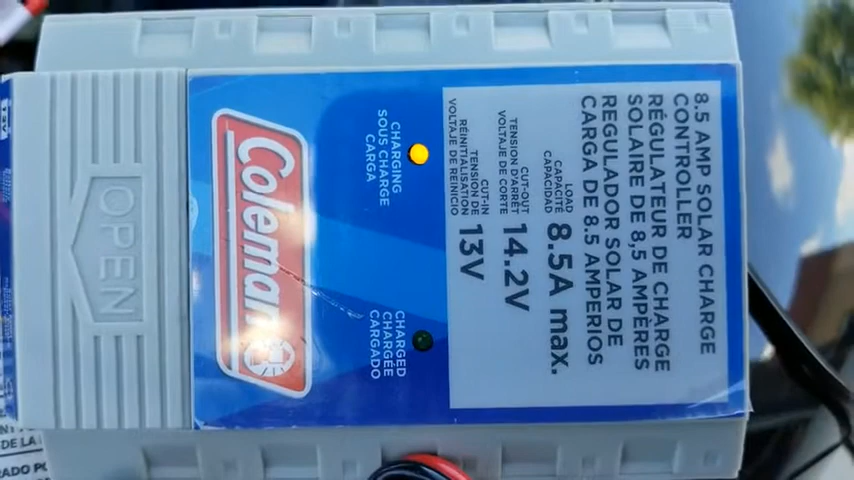 8.5 AMP SOLAR CHARGE
CONTROLLER
RÉGULATEUR DE CHARGE
SOLAIRE DE 8,5 AMPÈRES
REGULADOR SOLAR DE
CARGA DE 8.5 AMPERIOS
LOAD
CAPACITÉ
CAPACIDAD
8.5A max.
CUT-OUT
TENSION D'ARRÊT
VOLTAJE DE CORTE
14.2V
CUT-IN
TENSION DE
RÉINITIALISATION
VOLTAJE DE REINICIO
13V
CHARGING
SOUS CHARGE
CARGA
CHARGED
CHARGÉE
CARGADO
Coleman
OPEN